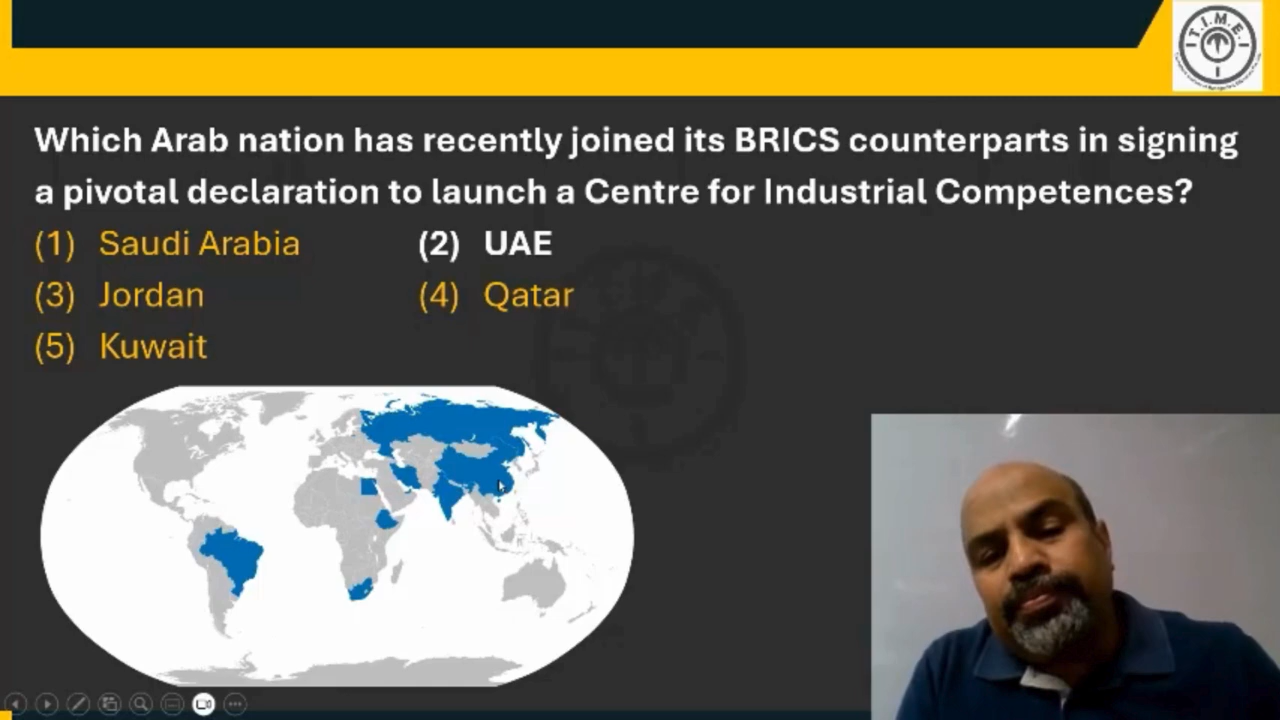 T.I.M.E.
Which Arab nation has recently joined its BRICS counterparts in signing
a pivotal declaration to launch a Centre for Industrial Competences?
(1) Saudi Arabia (2) UAE
(3) Jordan (4) Qatar
(5) Kuwait